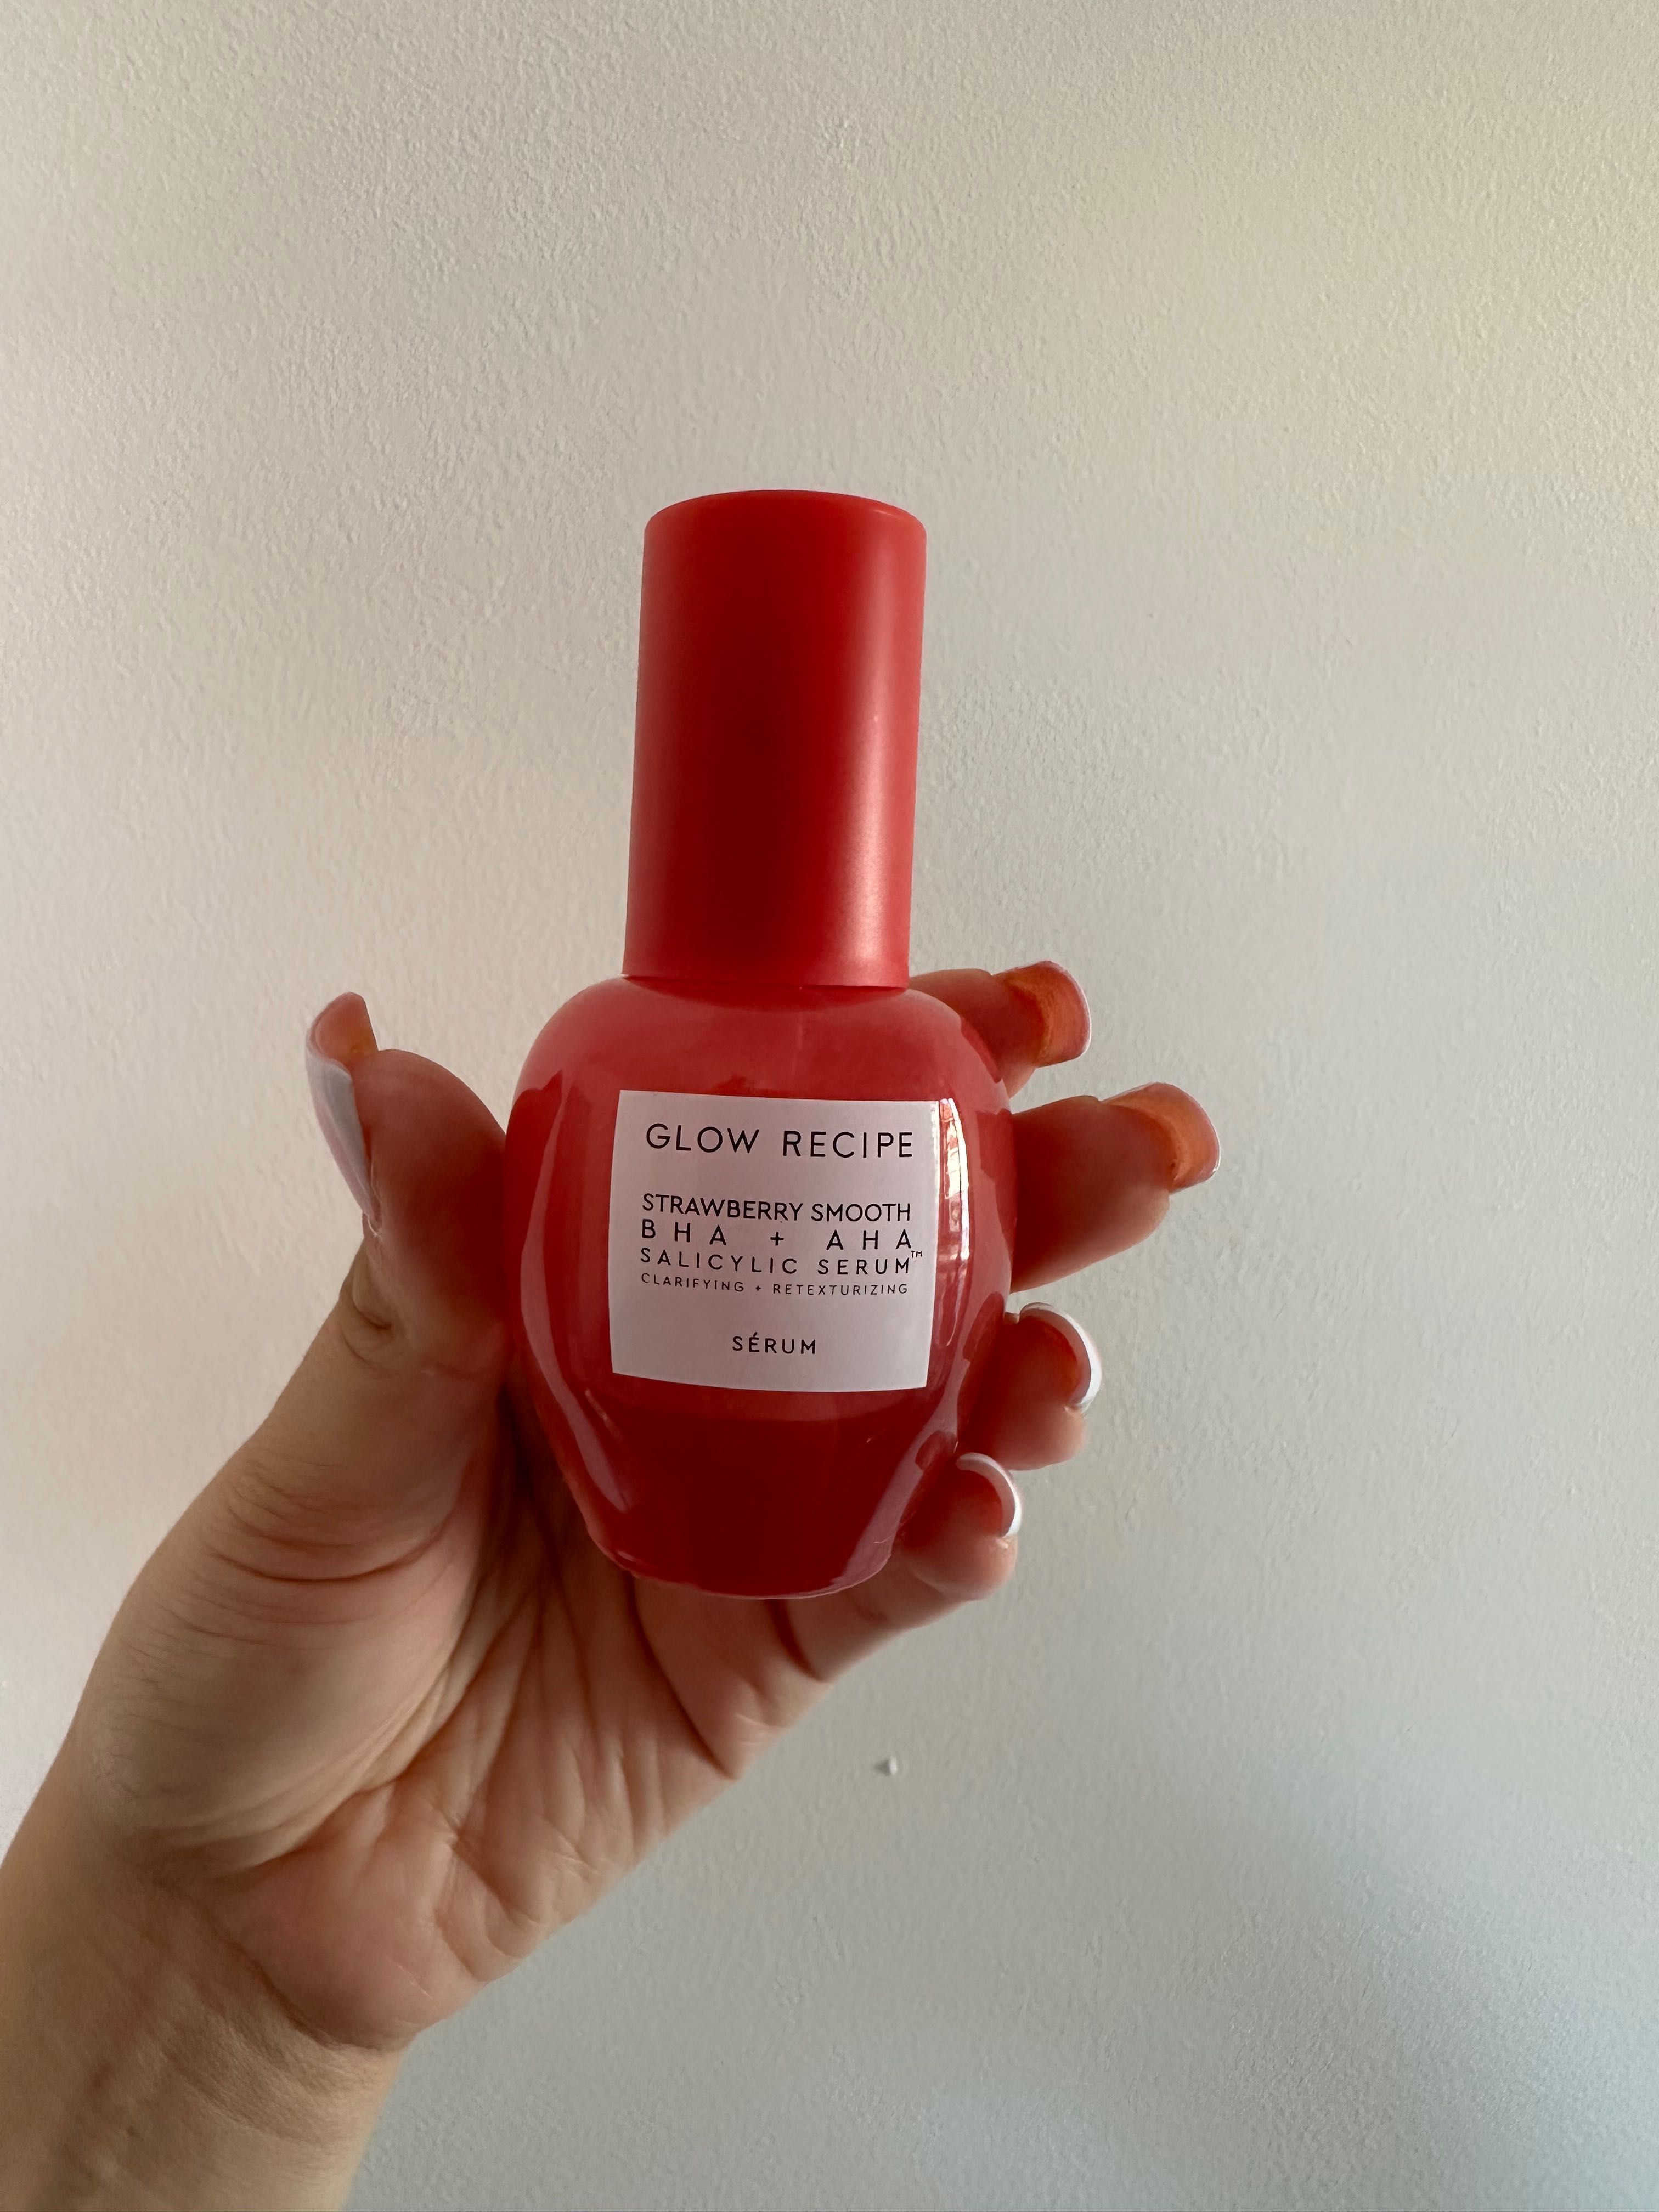 GLOW RECIPE
STRAWBERRY SMOOTH
BHA + AHA
SALICYLIC SERUM™
CLARIFYING + RETEXTURIZING
SÉRUM